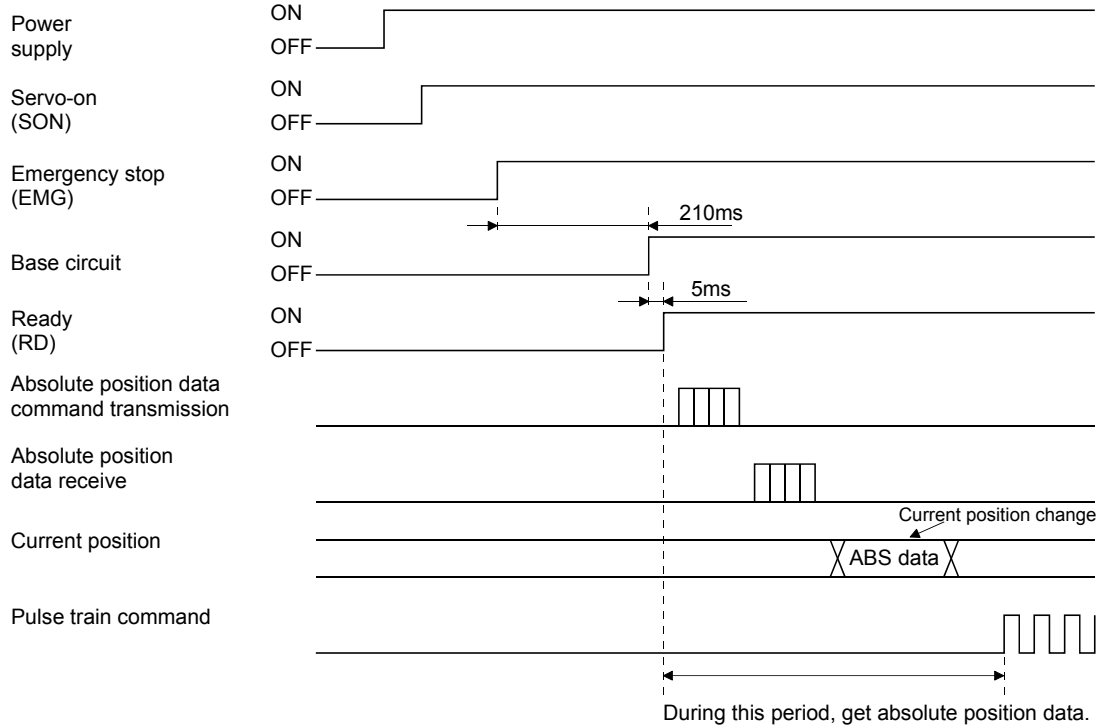 Power
supply
ON
OFF
Servo-on
(SON)
ON
OFF
Emergency stop
(EMG)
ON
OFF
210ms
Base circuit
ON
OFF
5ms
Ready
(RD)
ON
OFF
Absolute position data
command transmission
Absolute position
data receive
Current position change
Current position
ABS data
Pulse train command
During this period, get absolute position data.